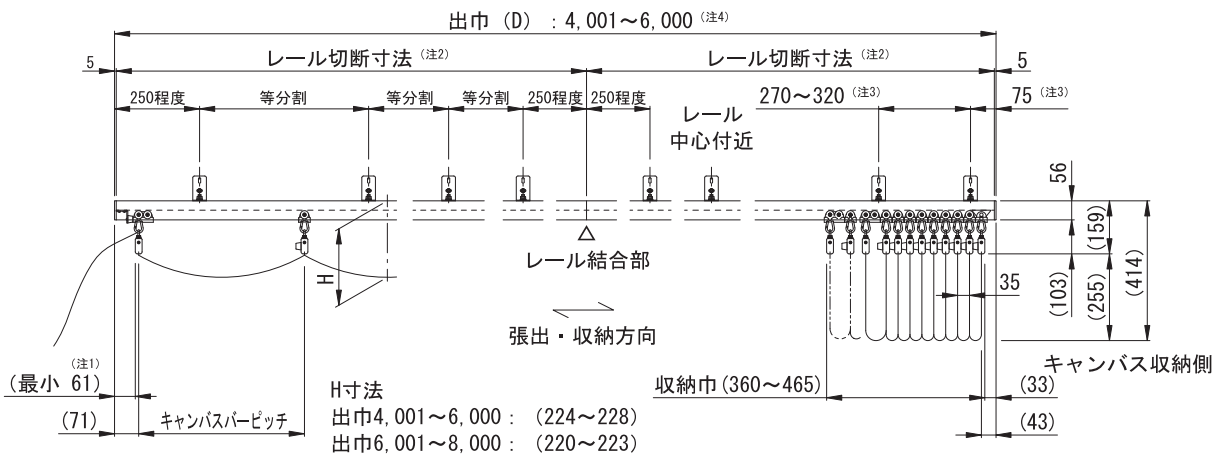 出巾 (D) : 4,001～6,000 (注4)
5
レール切断寸法 (注2)
レール切断寸法 (注2)
5
250程度
等分割
等分割
等分割
250程度
250程度
270～320 (注3)
75 (注3)
レール
中心付近
56
(159)
(414)
H
レール結合部
35
(103)
(255)
張出・収納方向
キャンバス収納側
(注1)
(最小 61)
H寸法
収納巾(360～465)
(33)
(71)
キャンバスバーピッチ
出巾4,001～6,000 : (224～228)
(43)
出巾6,001～8,000 : (220～223)